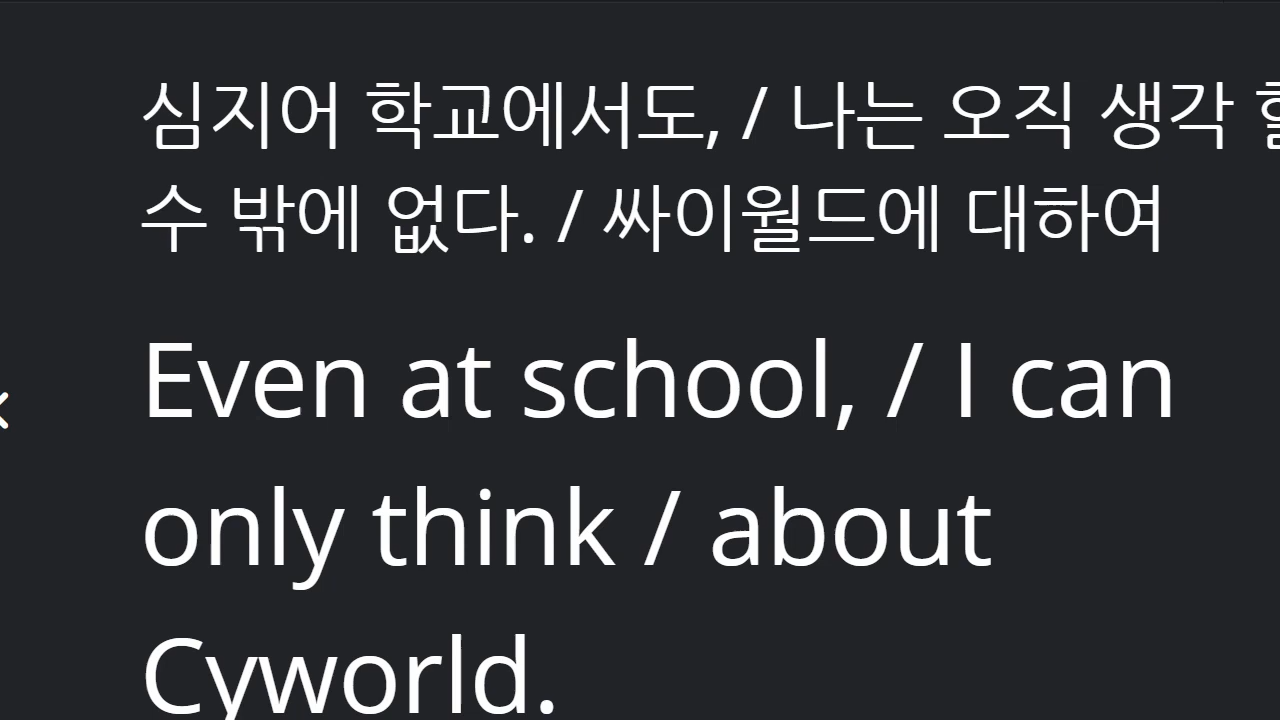 심지어 학교에서도, / 나는 오직 생각 할
수 밖에 없다. / 싸이월드에 대하여
Even at school, / I can
only think / about
Cyworld.